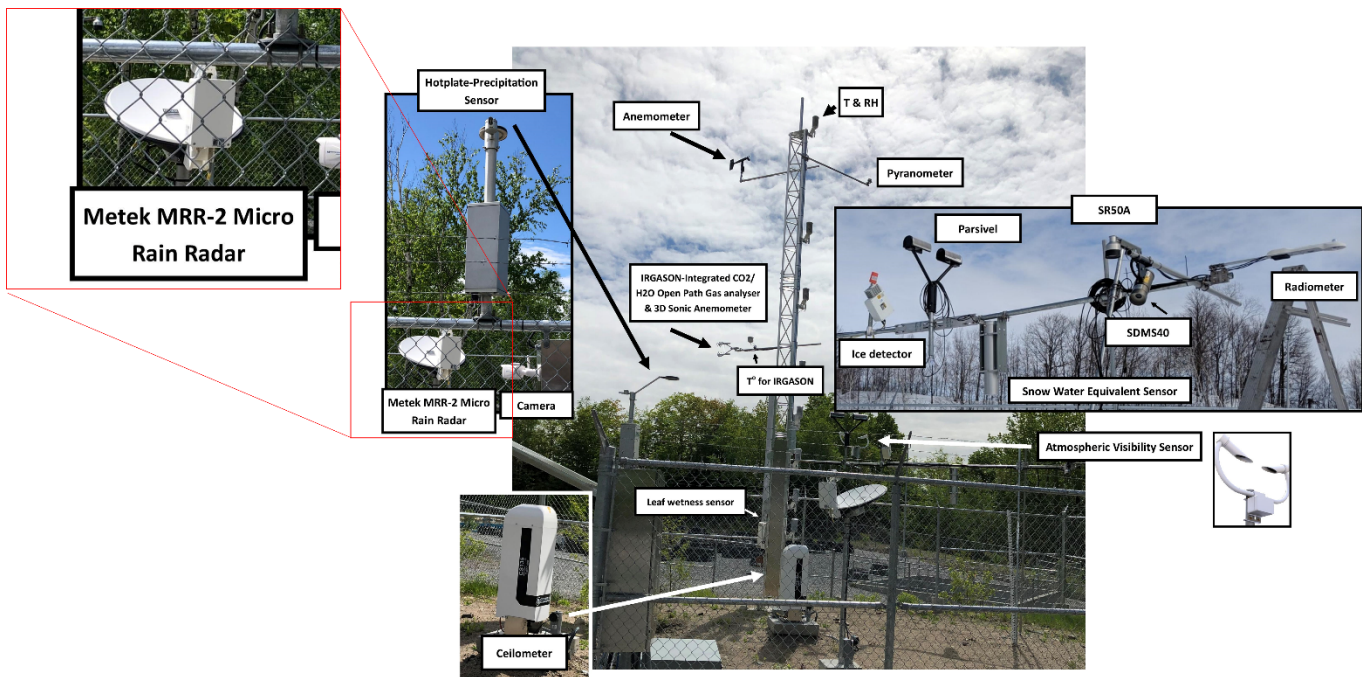 Metek MRR-2 Micro
Rain Radar
Hotplate-Precipitation
Sensor
Anemometer
T & RH
Pyranometer
SR50A
Parsivel
Radiometer
IRGASON-Integrated CO2/
H2O Open Path Gas analyser
& 3D Sonic Anemometer
SDMS40
Ice detector
T° for IRGASON
Snow Water Equivalent Sensor
Metek MRR-2 Micro
Rain Radar
Camera
Atmospheric Visibility Sensor
Leaf wetness sensor
Ceilometer